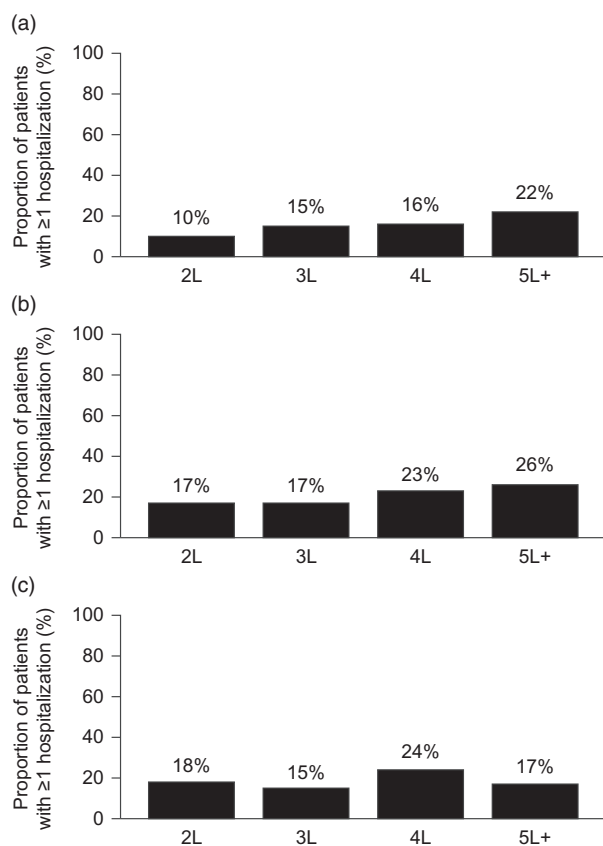 (a)
Proportion of patients
with ≥1 hospitalization (%)
100
80
60
40
20
0
10%
15%
16%
22%
2L
3L
4L
5L+
(b)
Proportion of patients
with ≥1 hospitalization (%)
100
80
60
40
20
0
17%
17%
23%
26%
2L
3L
4L
5L+
(c)
Proportion of patients
with ≥1 hospitalization (%)
100
80
60
40
20
0
18%
15%
24%
17%
2L
3L
4L
5L+